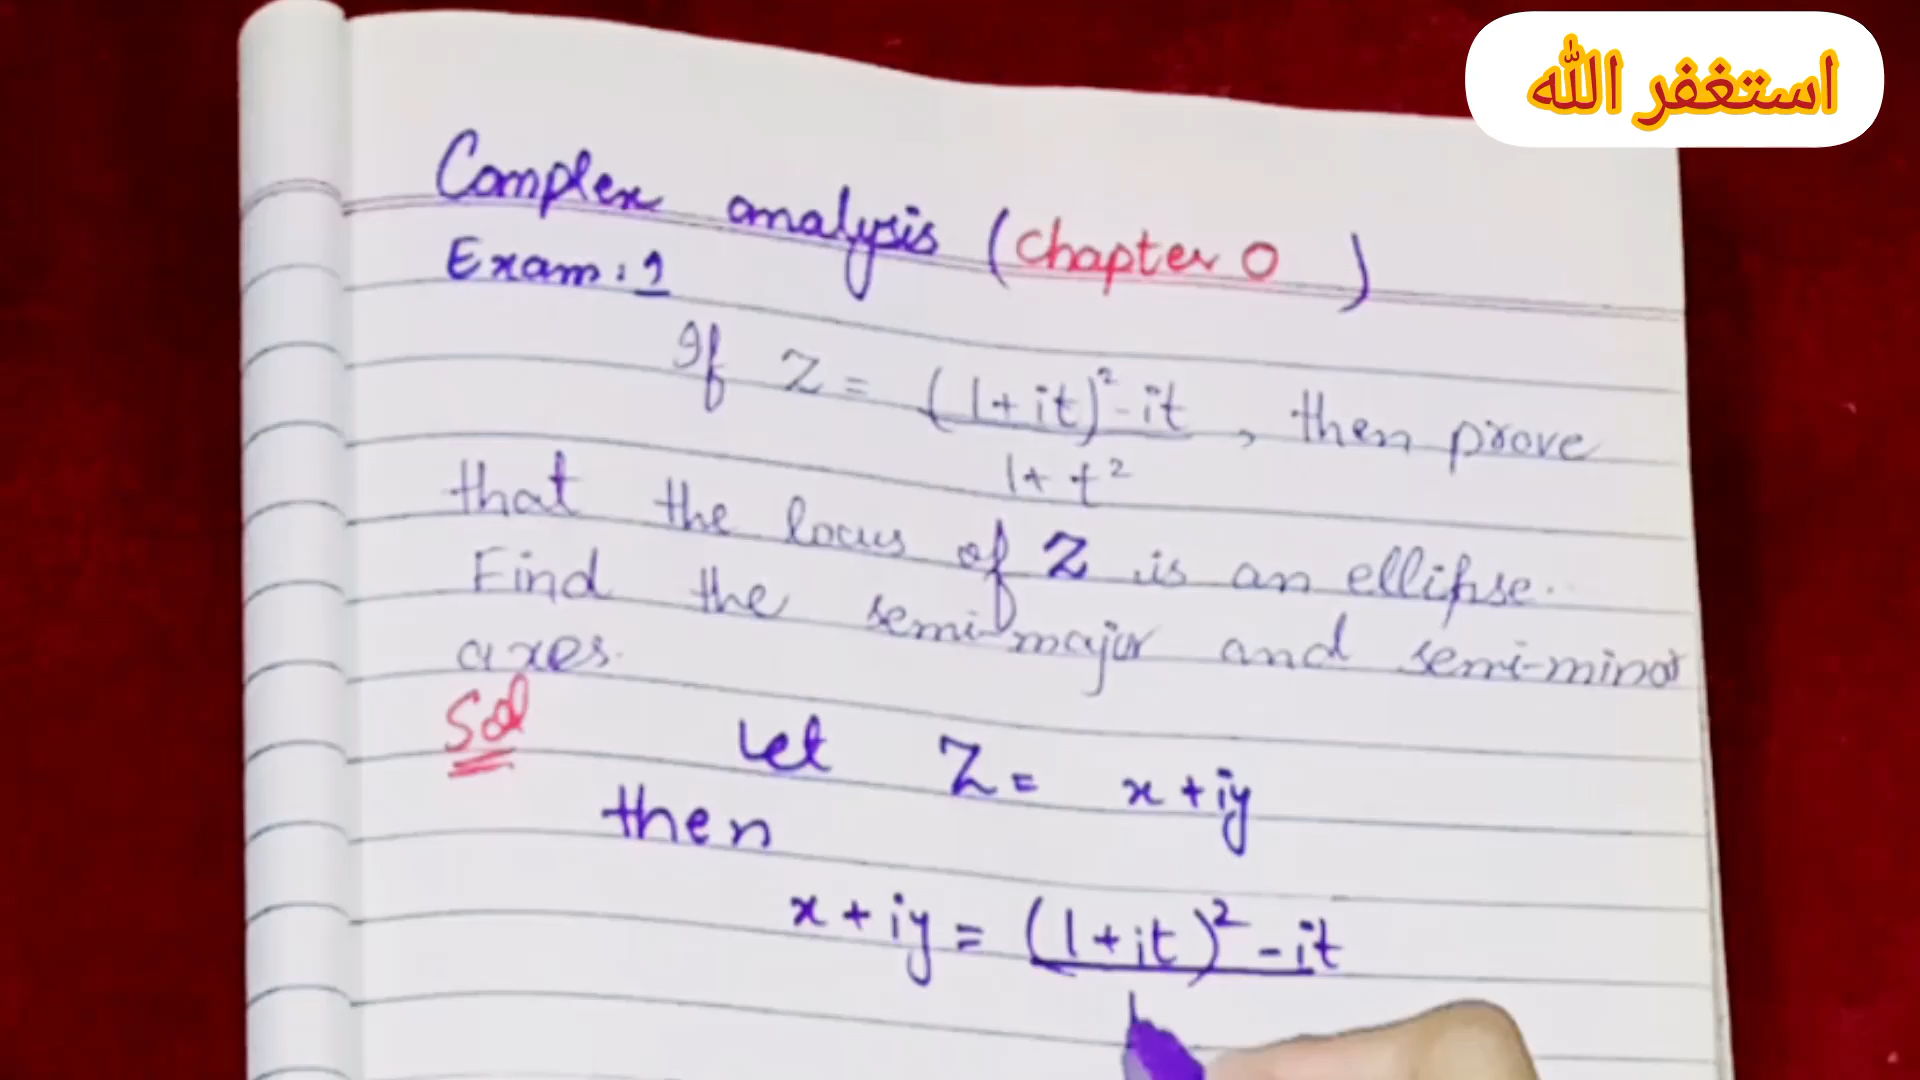 استغفر الله
Complex analysis (Chapter 0)
Exam: 1
If Z = (1+it)² - it , then prove
1+ t²
that the locus of Z is an ellipse.
Find the semi-major and semi-minor
axes.
Sol Let Z = x + iy
then
x + iy = (1+it)² - it